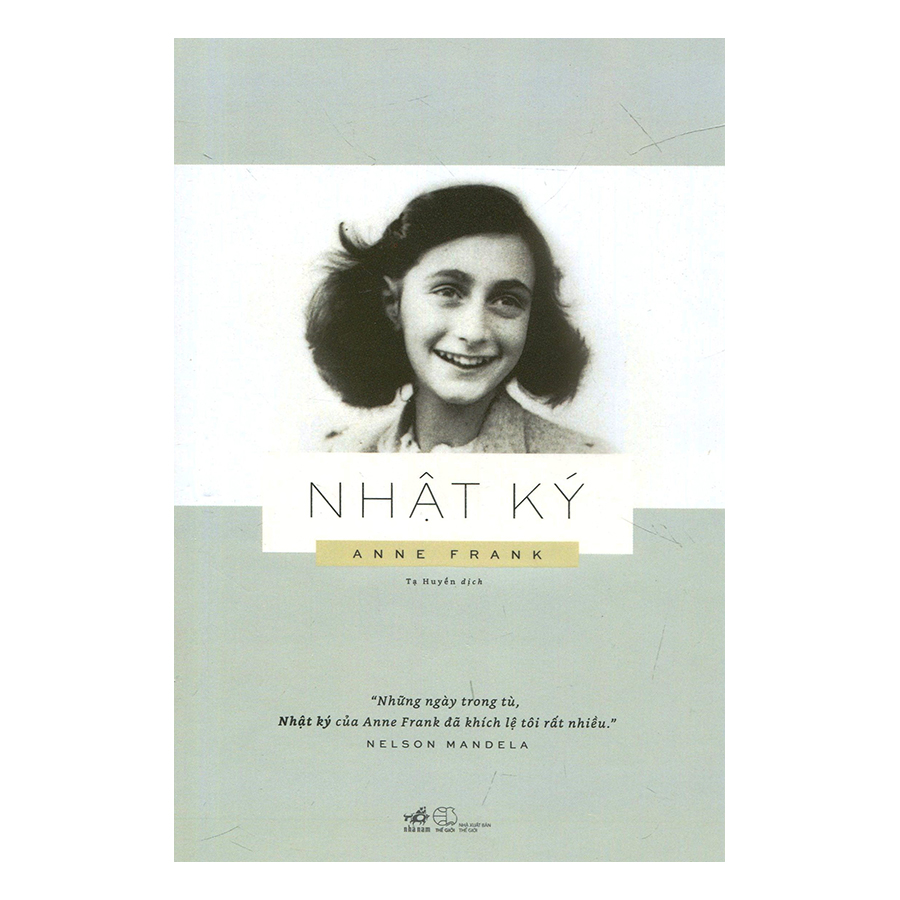 NHẬT KÝ
ANNE FRANK
Tạ Huyền dịch
“Những ngày trong tù,
Nhật ký của Anne Frank đã khích lệ tôi rất nhiều.”
NELSON MANDELA
nhà nam
THẾ GIỚI
NHÀ XUẤT BẢN
THẾ GIỚI